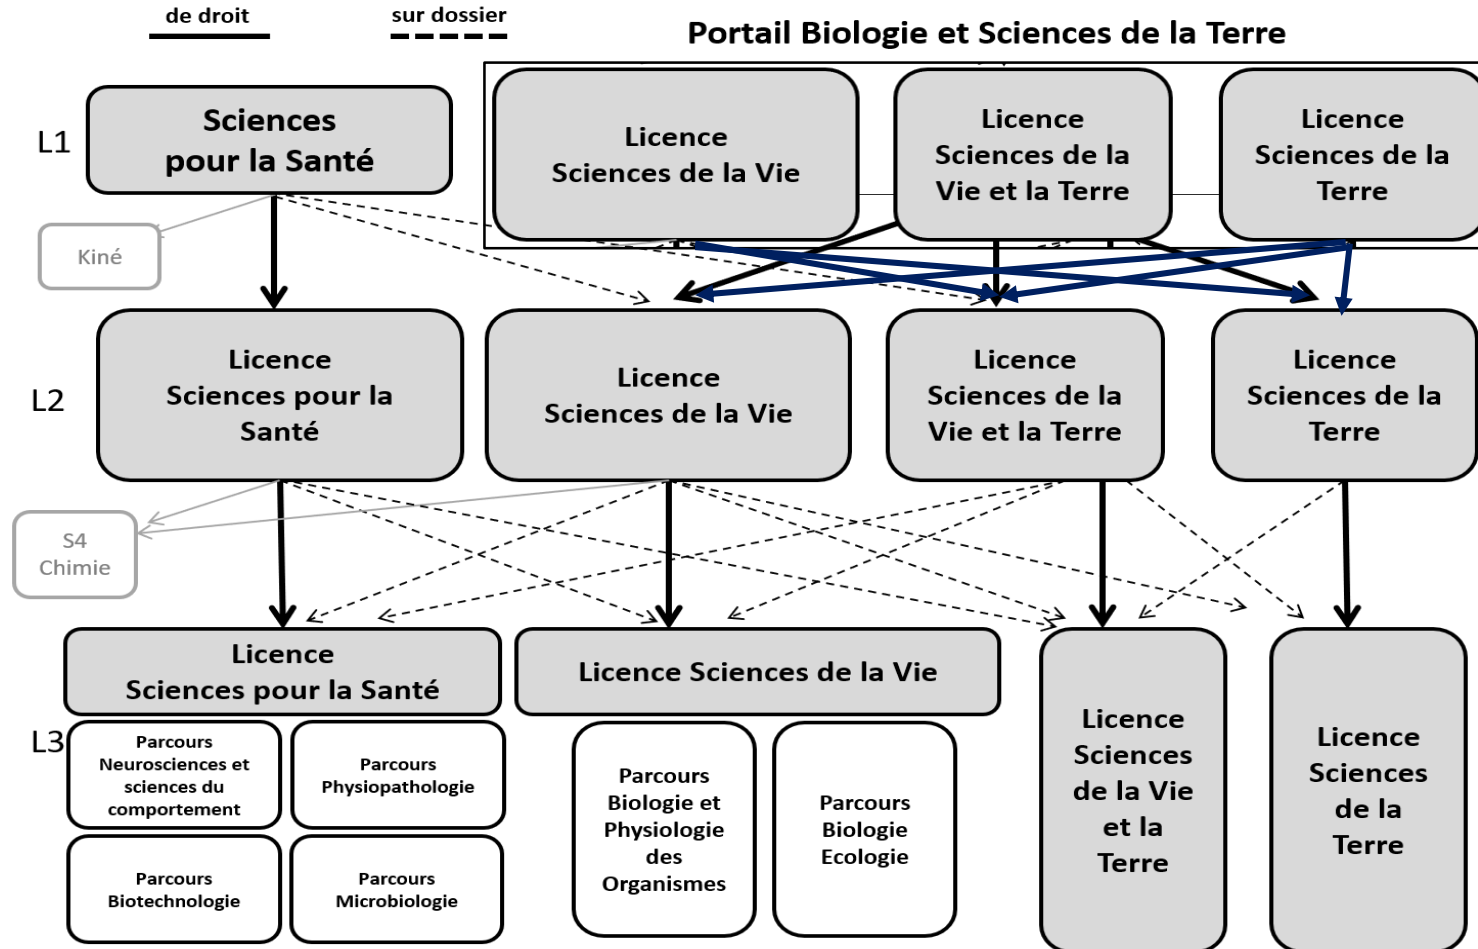 de droit
sur dossier
Portail Biologie et Sciences de la Terre
L1
Sciences
pour la Santé
Licence
Sciences de la Vie
Licence
Sciences de la
Vie et la Terre
Licence
Sciences de la
Terre
Kiné
L2
Licence
Sciences pour la
Santé
Licence
Sciences de la Vie
Licence
Sciences de la
Vie et la Terre
Licence
Sciences de la
Terre
S4
Chimie
L3
Licence
Sciences pour la Santé
Licence Sciences de la Vie
Licence
Sciences
de la Vie
et la
Terre
Licence
Sciences
de la
Terre
Parcours
Neurosciences et
sciences du
comportement
Parcours
Physiopathologie
Parcours
Biotechnologie
Parcours
Microbiologie
Parcours
Biologie et
Physiologie
des
Organismes
Parcours
Biologie
Ecologie